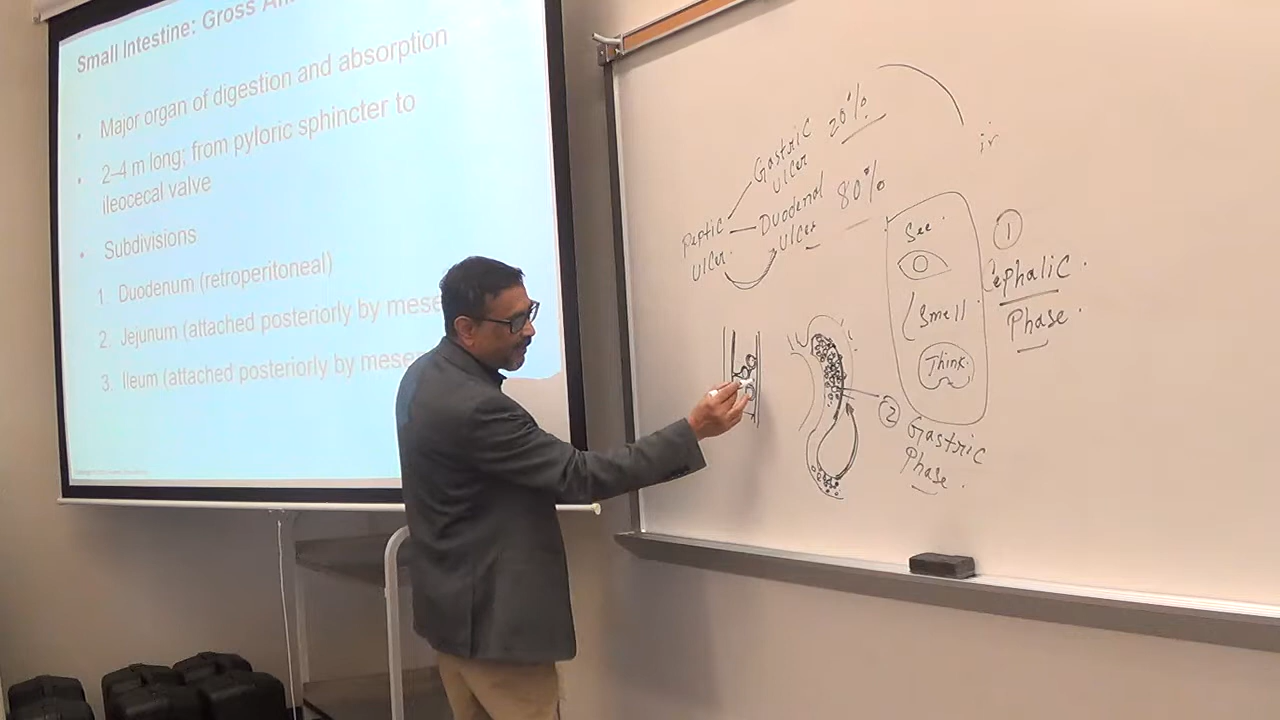 Small Intestine: Gross An
• Major organ of digestion and absorption
• 2–4 m long; from pyloric sphincter to
ileocecal valve
• Subdivisions
1. Duodenum (retroperitoneal)
2. Jejunum (attached posteriorly by mese
3. Ileum (attached posteriorly by mese
Peptic
Ulcer
Gastric 20%
Ulcer
Duodenal 80%
Ulcer
See
Smell
Think
1
Cephalic
Phase
2
Gastric
Phase